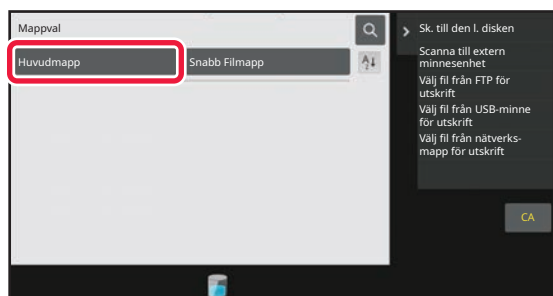 Mappval
Huvudmapp
Snabb Filmapp
Sk. till den l. disken
Scanna till extern
minnesenhet
Välj fil från FTP för
utskrift
Välj fil från USB-minne
för utskrift
Välj fil från nätverks-
mapp för utskrift
CA